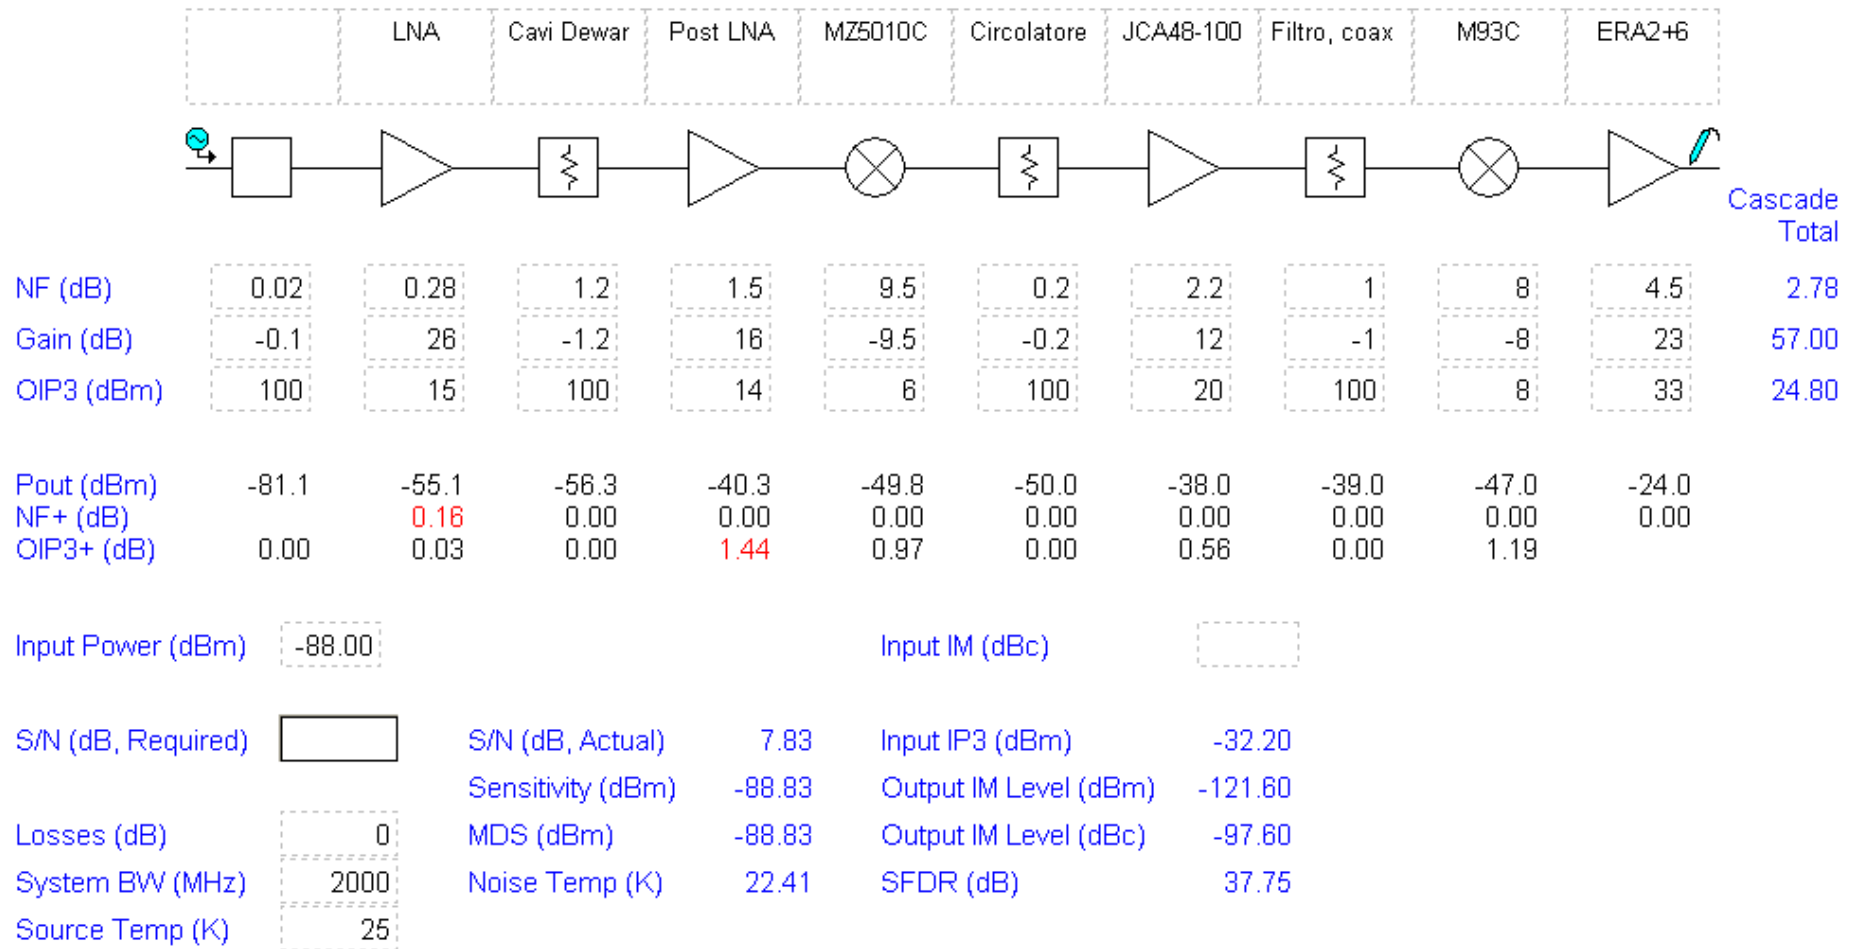 LNA Cavi Dewar Post LNA MZ5010C Circolatore JCA48-100 Filtro, coax M93C ERA2+6
Cascade
Total
NF (dB) 0.02 0.28 1.2 1.5 9.5 0.2 2.2 1 8 4.5 2.78
Gain (dB) -0.1 26 -1.2 16 -9.5 -0.2 12 -1 -8 23 57.00
OIP3 (dBm) 100 15 100 14 6 100 20 100 8 33 24.80
Pout (dBm) -81.1 -55.1 -56.3 -40.3 -49.8 -50.0 -38.0 -39.0 -47.0 -24.0
NF+ (dB) 0.16 0.00 0.00 0.00 0.00 0.00 0.00 0.00 0.00
OIP3+ (dB) 0.00 0.03 0.00 1.44 0.97 0.00 0.56 0.00 1.19
Input Power (dBm) -88.00 Input IM (dBc)
S/N (dB, Required) S/N (dB, Actual) 7.83 Input IP3 (dBm) -32.20
Sensitivity (dBm) -88.83 Output IM Level (dBm) -121.60
Losses (dB) 0 MDS (dBm) -88.83 Output IM Level (dBc) -97.60
System BW (MHz) 2000 Noise Temp (K) 22.41 SFDR (dB) 37.75
Source Temp (K) 25